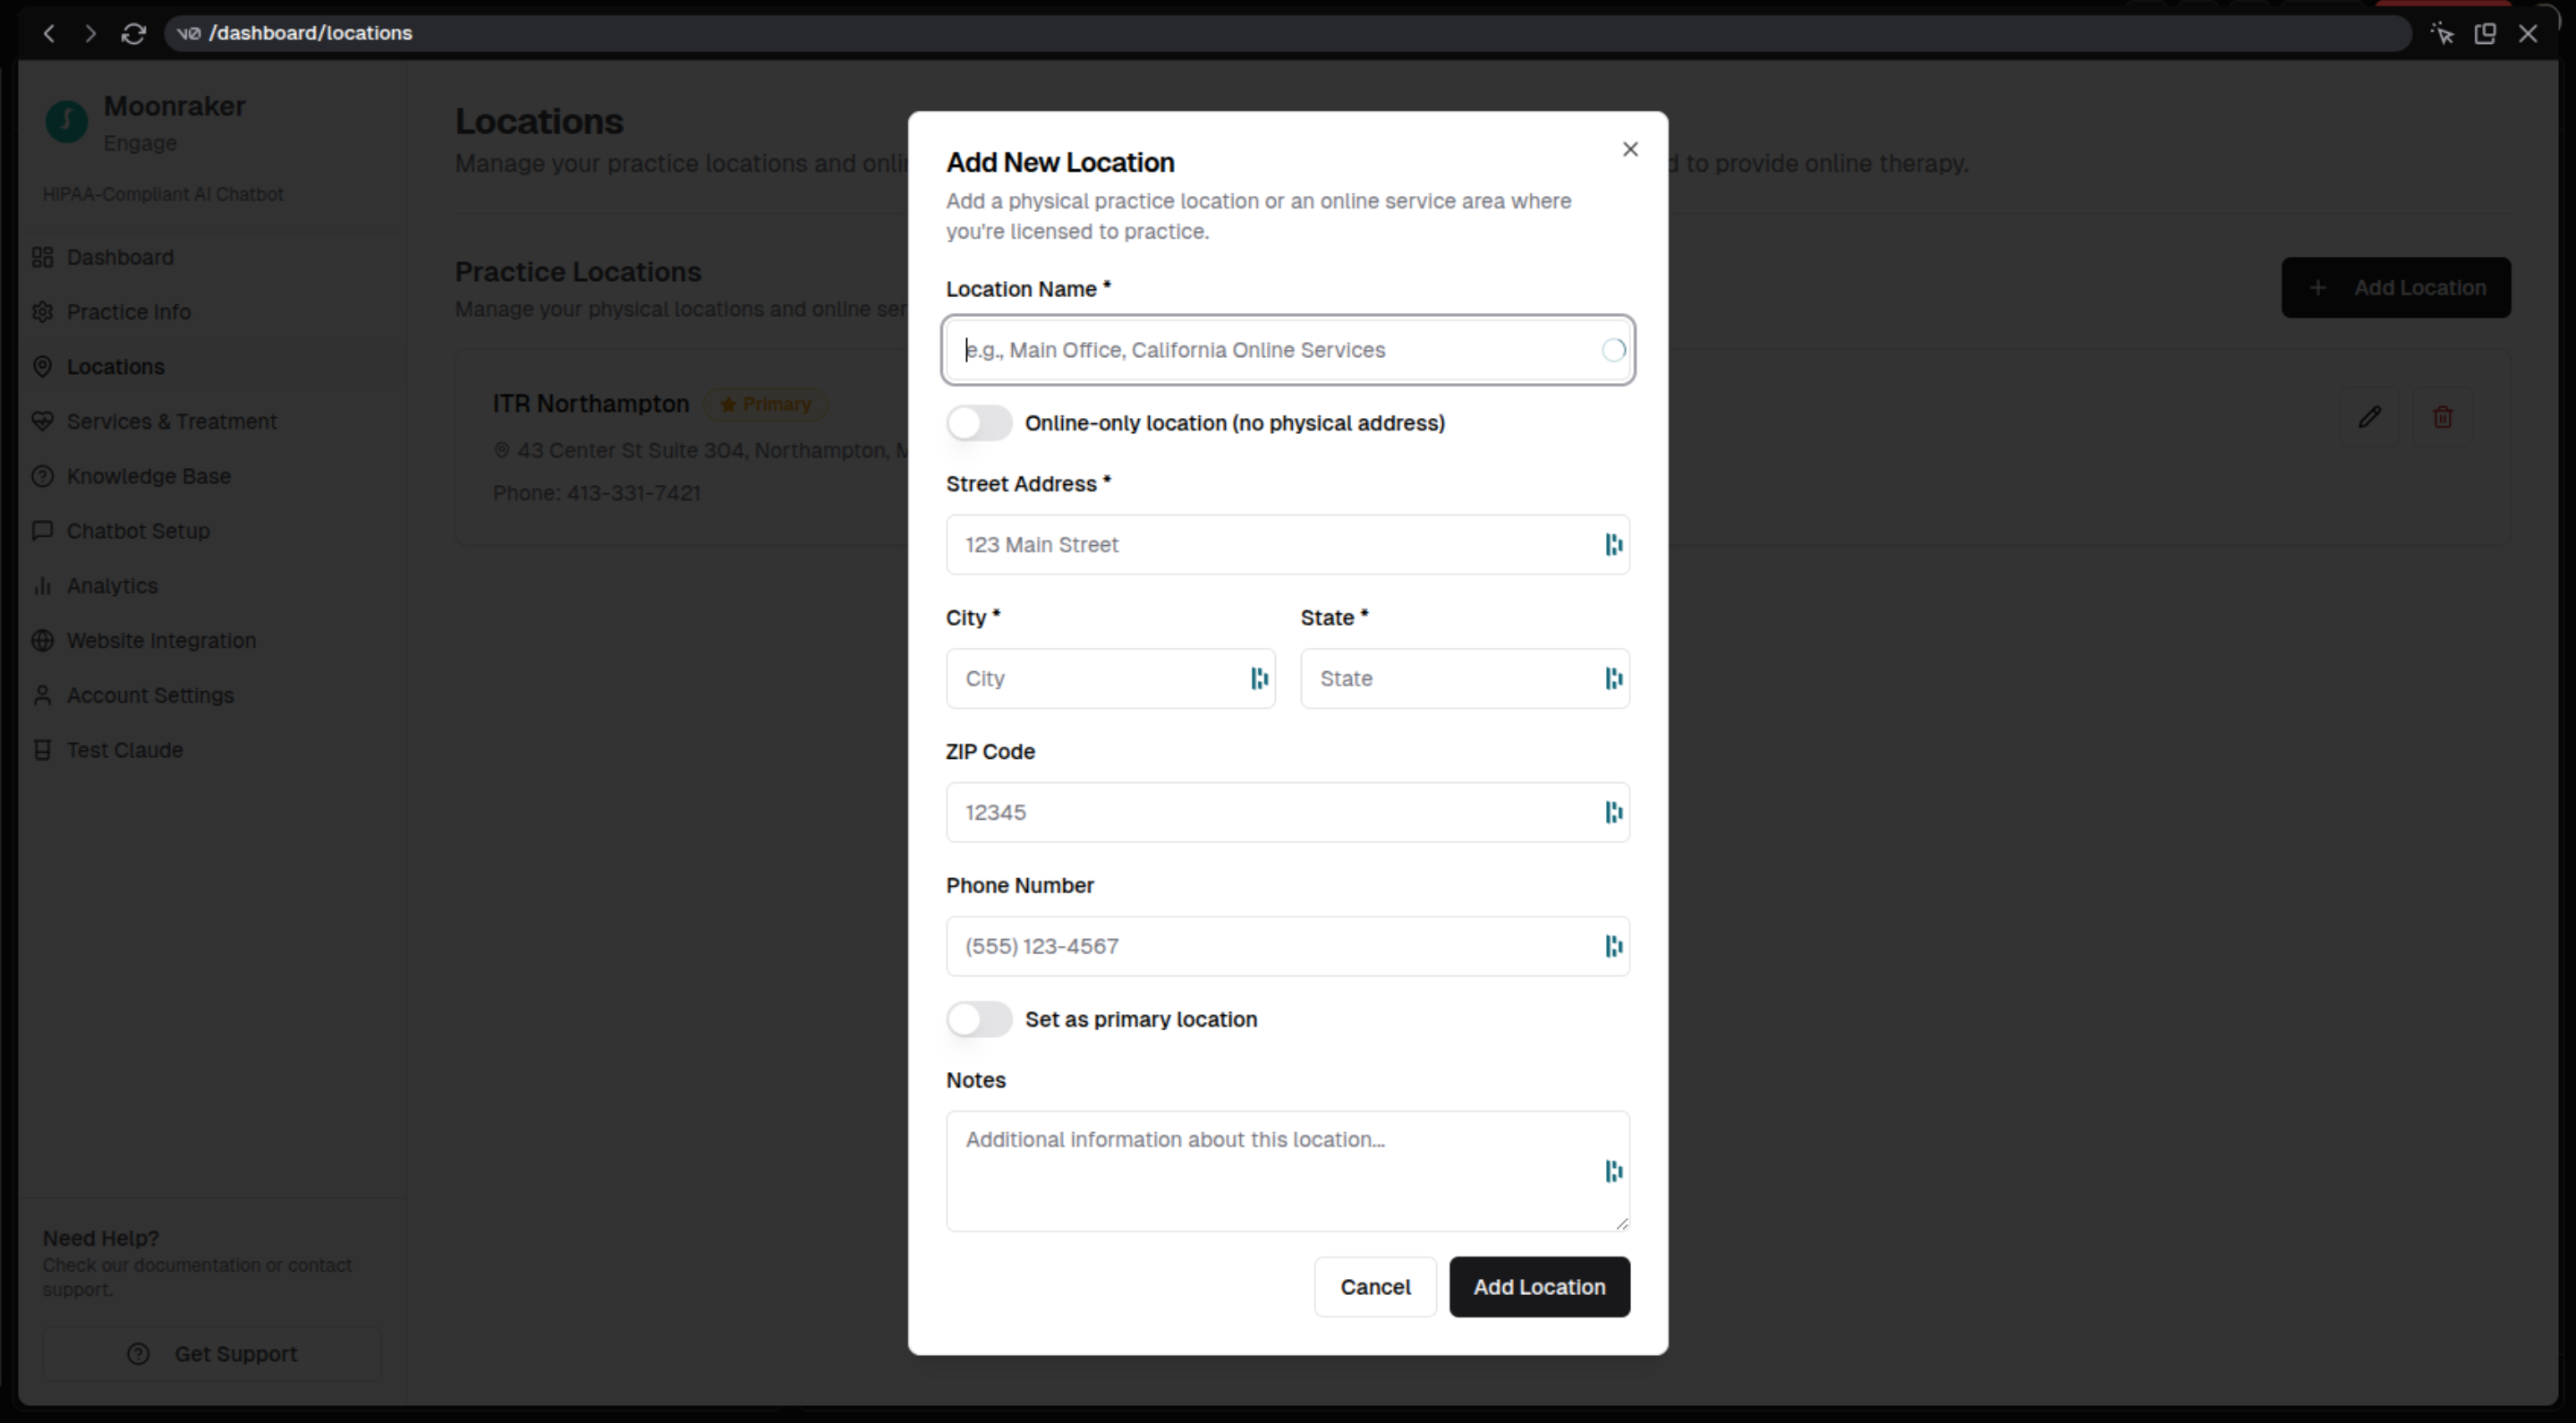 v0 /dashboard/locations
Moonraker
Engage
HIPAA-Compliant AI Chatbot
Dashboard
Practice Info
Locations
Services & Treatment
Knowledge Base
Chatbot Setup
Analytics
Website Integration
Account Settings
Test Claude
Need Help?
Check our documentation or contact
support.
Get Support
Locations
Manage your practice locations and onli
d to provide online therapy.
Practice Locations
Manage your physical locations and online ser
Add Location
ITR Northampton
Primary
43 Center St Suite 304, Northampton, M
Phone: 413-331-7421
Add New Location
Add a physical practice location or an online service area where
you're licensed to practice.
Location Name *
e.g., Main Office, California Online Services
Online-only location (no physical address)
Street Address *
123 Main Street
City *
State *
City
State
ZIP Code
12345
Phone Number
(555) 123-4567
Set as primary location
Notes
Additional information about this location...
Cancel
Add Location